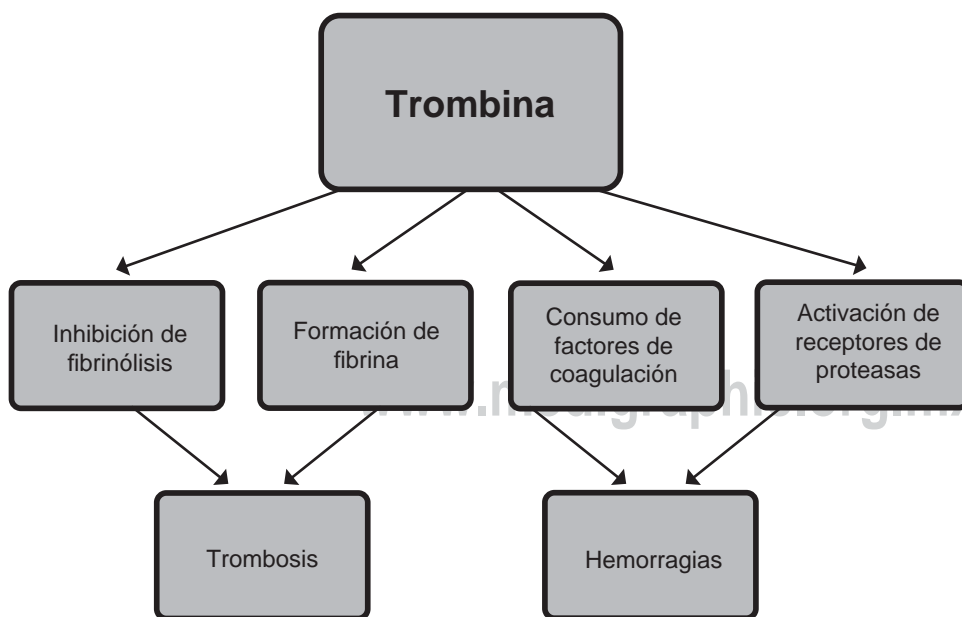 Trombina
Inhibición de
fibrinólisis
Formación de
fibrina
Consumo de
factores de
coagulación
Activación de
receptores de
proteasas
Trombosis
Hemorragias